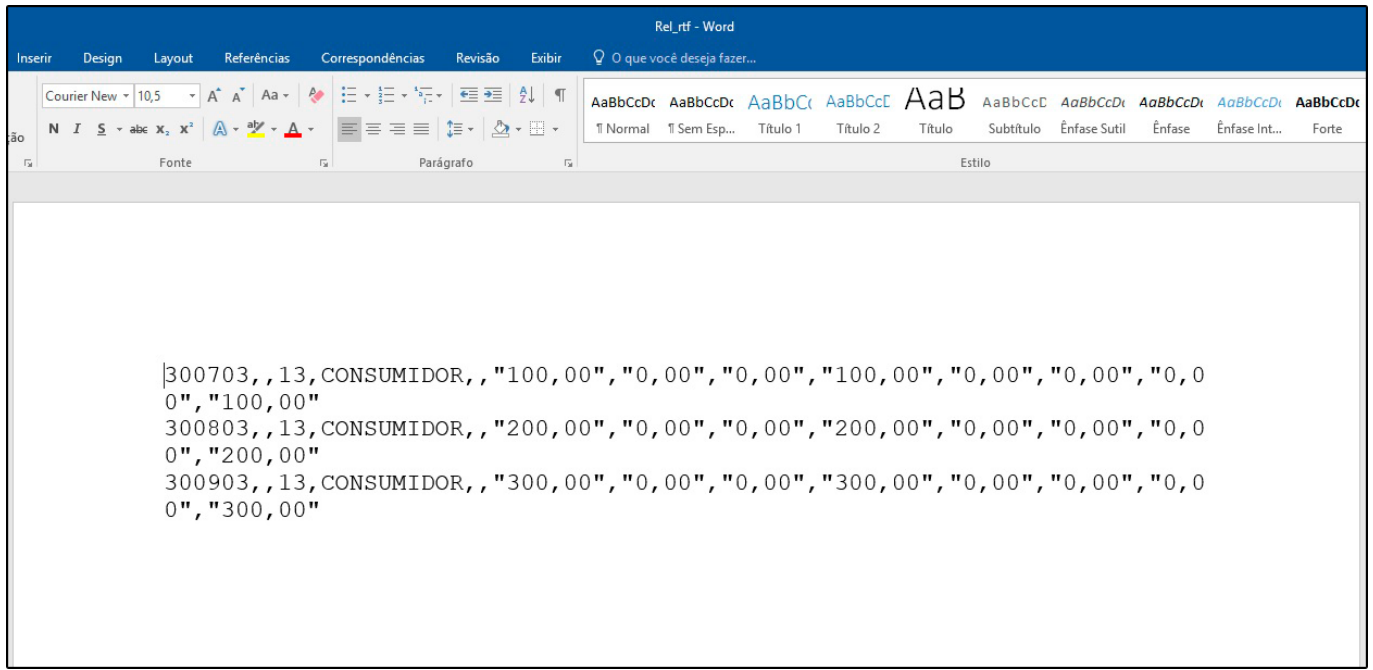 Rel_rtf - Word
Inserir Design Layout Referências Correspondências Revisão Exibir O que você deseja fazer...
Courier New 10,5 Aa AaBbCcDc AaBbCcDc AaBbCc AaBbCcE AaB AaBbCcD AaBbCcDc AaBbCcDc AaBbCcDc AaBbCcDc
N I S abc X₂ X² A aby A ¶ Normal ¶ Sem Esp... Título 1 Título 2 Título Subtítulo Ênfase Sutil Ênfase Ênfase Int... Forte
ção
Fonte Parágrafo Estilo
300703,,13,CONSUMIDOR,,"100,00","0,00","0,00","100,00","0,00","0,00","0,0
0","100,00"
300803,,13,CONSUMIDOR,,"200,00","0,00","0,00","200,00","0,00","0,00","0,0
0","200,00"
300903,,13,CONSUMIDOR,,"300,00","0,00","0,00","300,00","0,00","0,00","0,0
0","300,00"